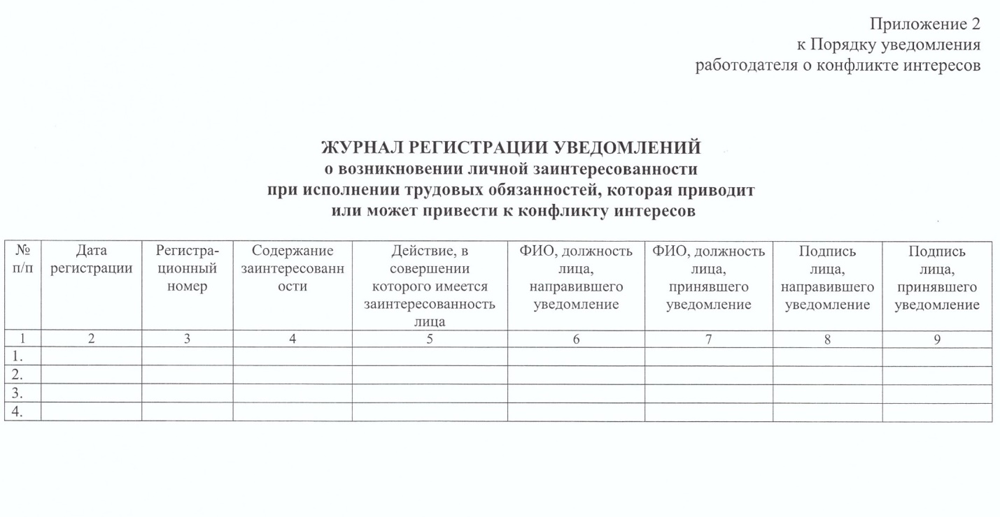 Приложение 2
к Порядку уведомления
работодателя о конфликте интересов
ЖУРНАЛ РЕГИСТРАЦИИ УВЕДОМЛЕНИЙ
о возникновении личной заинтересованности
при исполнении трудовых обязанностей, которая приводит
или может привести к конфликту интересов
№
п/п
Дата
регистрации
Регистра-
ционный
номер
Содержание
заинтересованн
ости
Действие, в
совершении
которого имеется
заинтересованность
лица
ФИО, должность
лица,
направившего
уведомление
ФИО, должность
лица,
принявшего
уведомление
Подпись
лица,
направившего
уведомление
Подпись
лица,
принявшего
уведомление
1 2 3 4 5 6 7 8 9
1.
2.
3.
4.